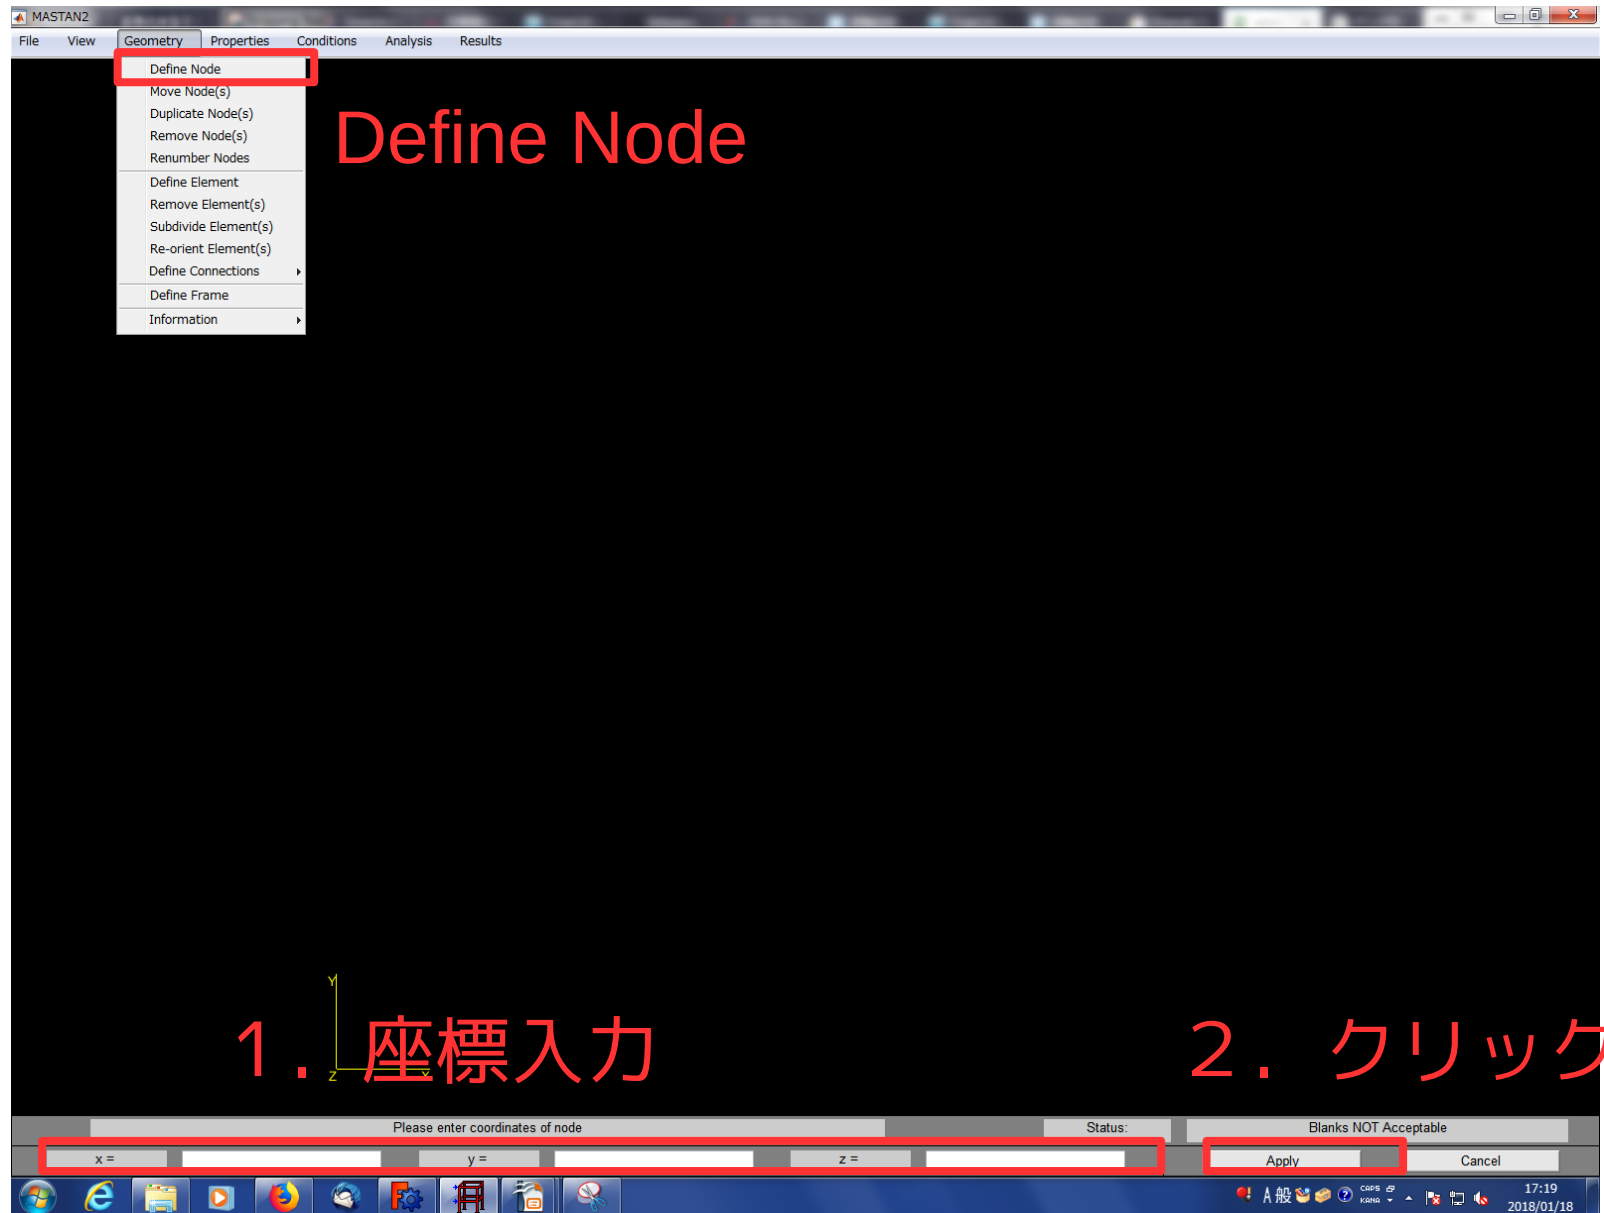 MASTAN2
File View Geometry Properties Conditions Analysis Results
Define Node
Move Node(s)
Duplicate Node(s)
Remove Node(s)
Renumber Nodes
Define Element
Remove Element(s)
Subdivide Element(s)
Re-orient Element(s)
Define Connections
Define Frame
Information
Define Node
Y
Z X
１．座標入力
２．クリック
Please enter coordinates of node Status: Blanks NOT Acceptable
x = y = z = Apply Cancel
A 般 CAPS KANA 17:19
2018/01/18